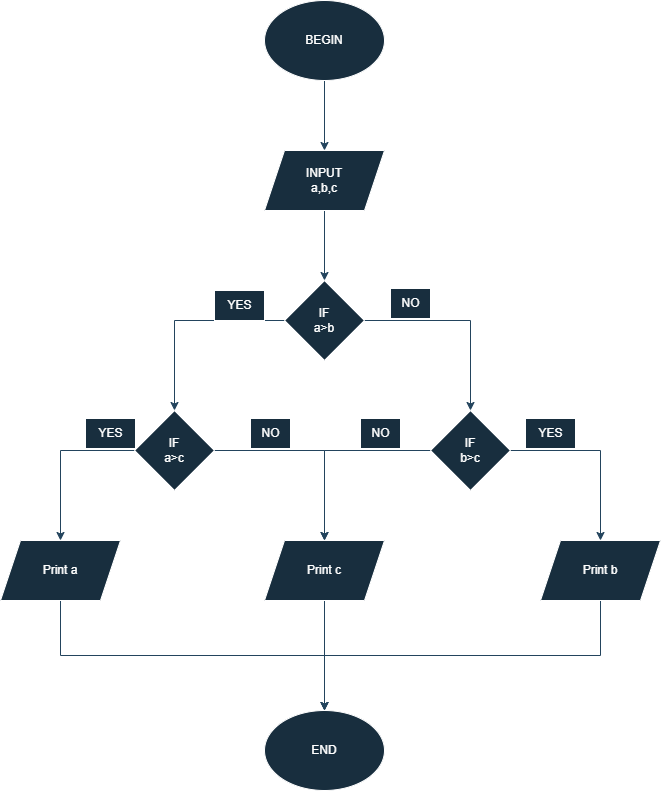 BEGIN
INPUT
a,b,c
YES
IF
a>b
NO
YES
IF
a>c
NO
NO
IF
b>c
YES
Print a
Print c
Print b
END